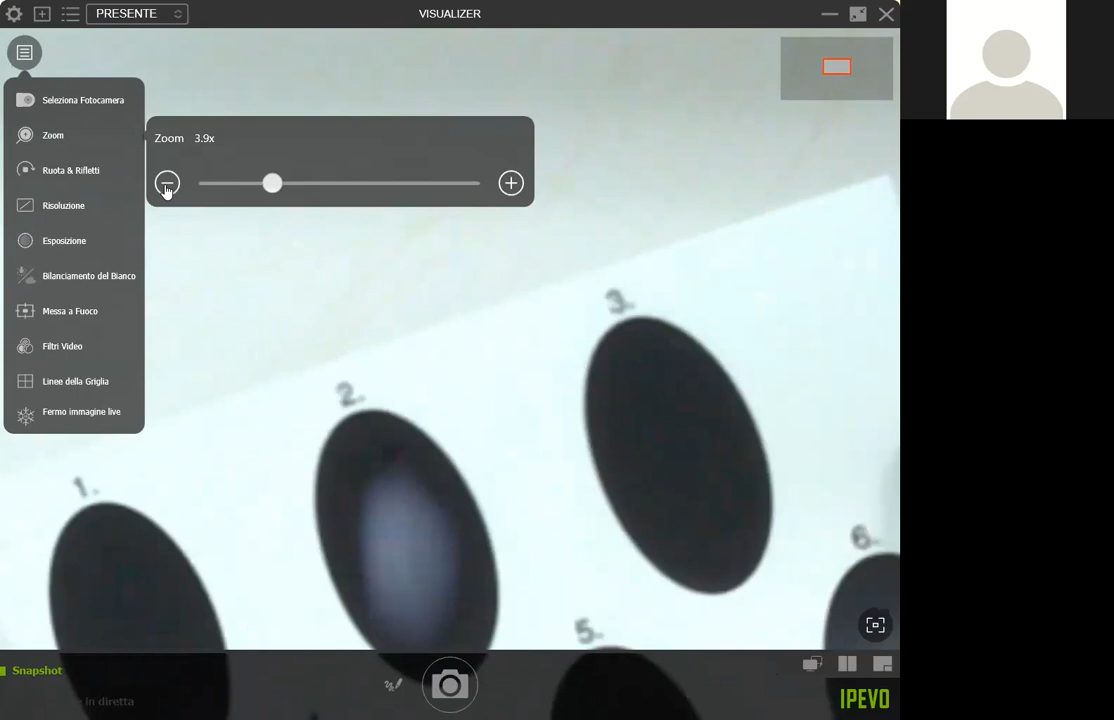 PRESENTE
VISUALIZER
Seleziona Fotocamera
Zoom
Ruota & Rifletti
Risoluzione
Esposizione
Bilanciamento del Bianco
Messa a Fuoco
Filtri Video
Linee della Griglia
Fermo immagine live
Zoom 3.9x
1.
2.
3.
5.
6.
Snapshot
In diretta
IPEVO